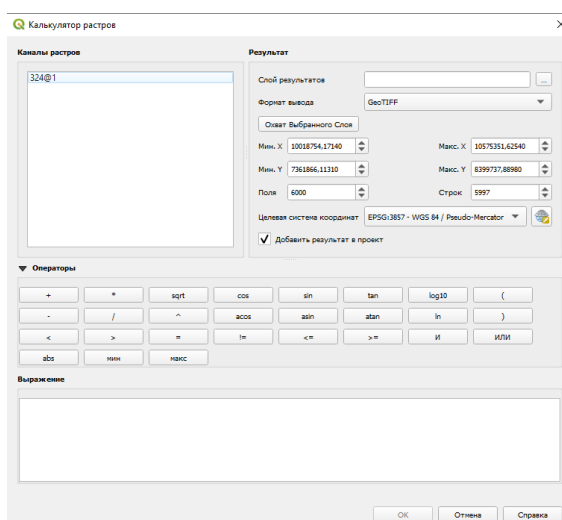 Калькулятор растров
Каналы растров
324@1
Результат
Слой результатов
...
Формат вывода GeoTIFF
Охват Выбранного Слоя
Мин. X 10018754,17140 Макс. X 10575351,62540
Мин. Y 7361866,11310 Макс. Y 8399737,88980
Поля 6000 Строк 5997
Целевая система координат EPSG:3857 - WGS 84 / Pseudo-Mercator
Добавить результат в проект
Операторы
+ * sqrt cos sin tan log10 (
- / ^ acos asin atan ln )
< > = != <= >= И ИЛИ
abs мин макс
Выражение
OK Отмена Справка